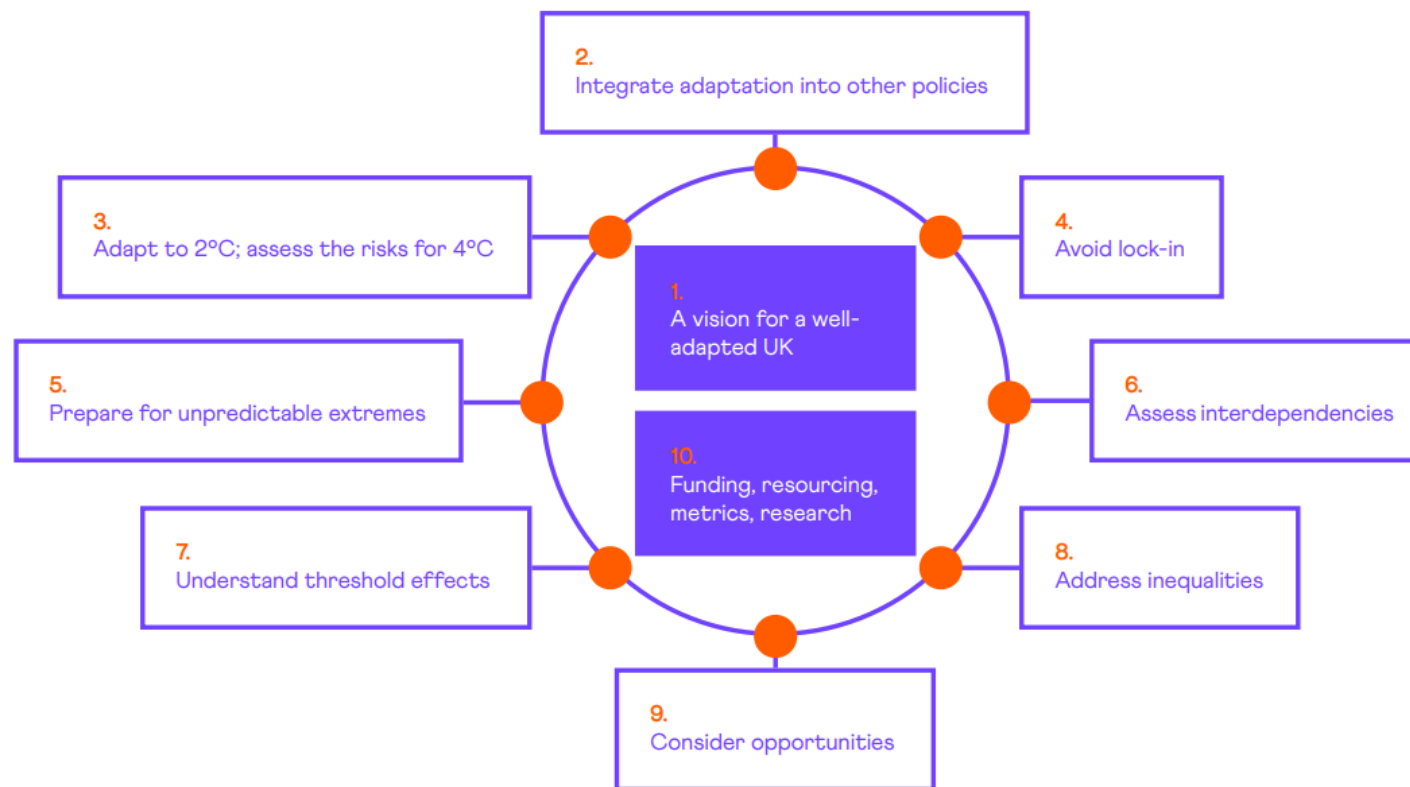 2.
Integrate adaptation into other policies
3.
Adapt to 2°C; assess the risks for 4°C
4.
Avoid lock-in
1.
A vision for a well-
adapted UK
5.
Prepare for unpredictable extremes
6.
Assess interdependencies
10.
Funding, resourcing,
metrics, research
7.
Understand threshold effects
8.
Address inequalities
9.
Consider opportunities